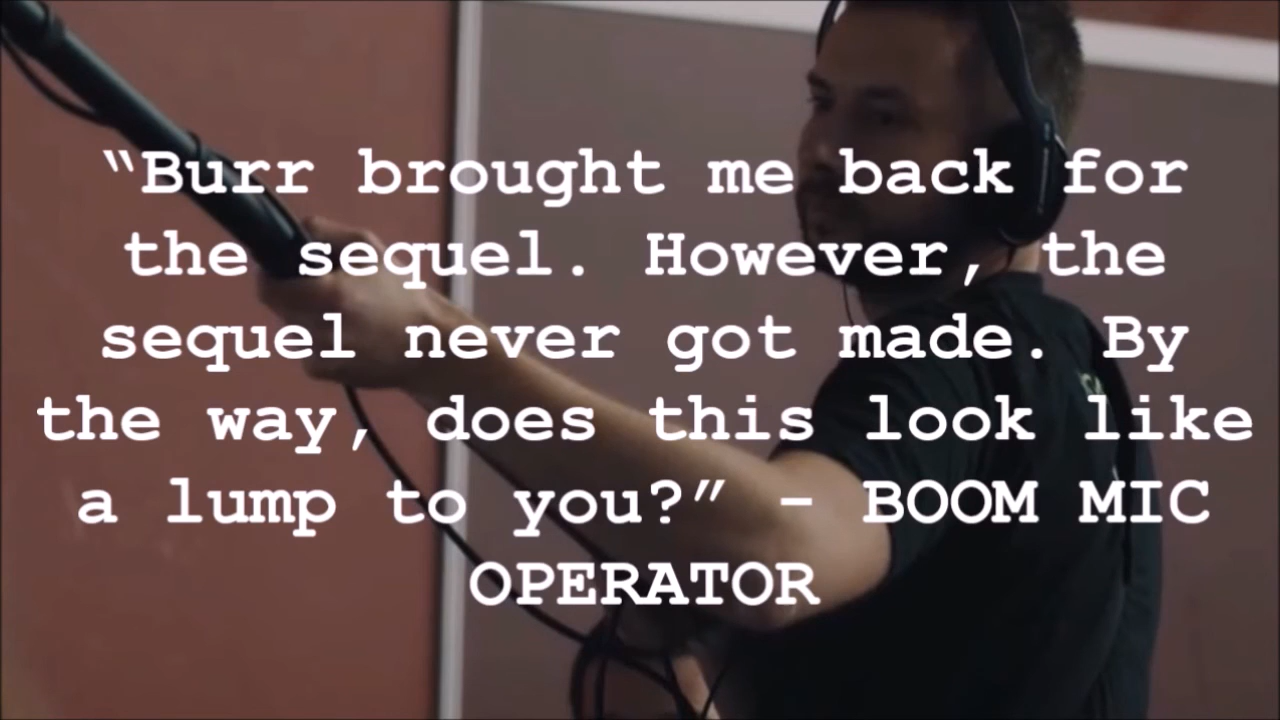 “Burr brought me back for
the sequel. However, the
sequel never got made. By
the way, does this look like
a lump to you?” – BOOM MIC
OPERATOR